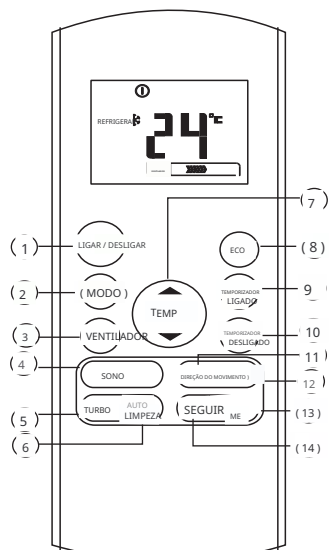 REFRIGERA
24 °C
( 7 )
( 1 )
LIGAR / DESLIGAR
ECO
( 8 )
( 2 )
( MODO )
TEMP
TEMPORIZADOR
LIGADO
9
( 3 )
( VENTILADOR
TEMPORIZADOR
DESLIGADO
10
( 4 )
11
SONO
DIREÇÃO DO MOVIMENTO )
12
( 5 )
TURBO
AUTO
LIMPEZA
SEGUIR
ME
(13)
( 6 )
(14)